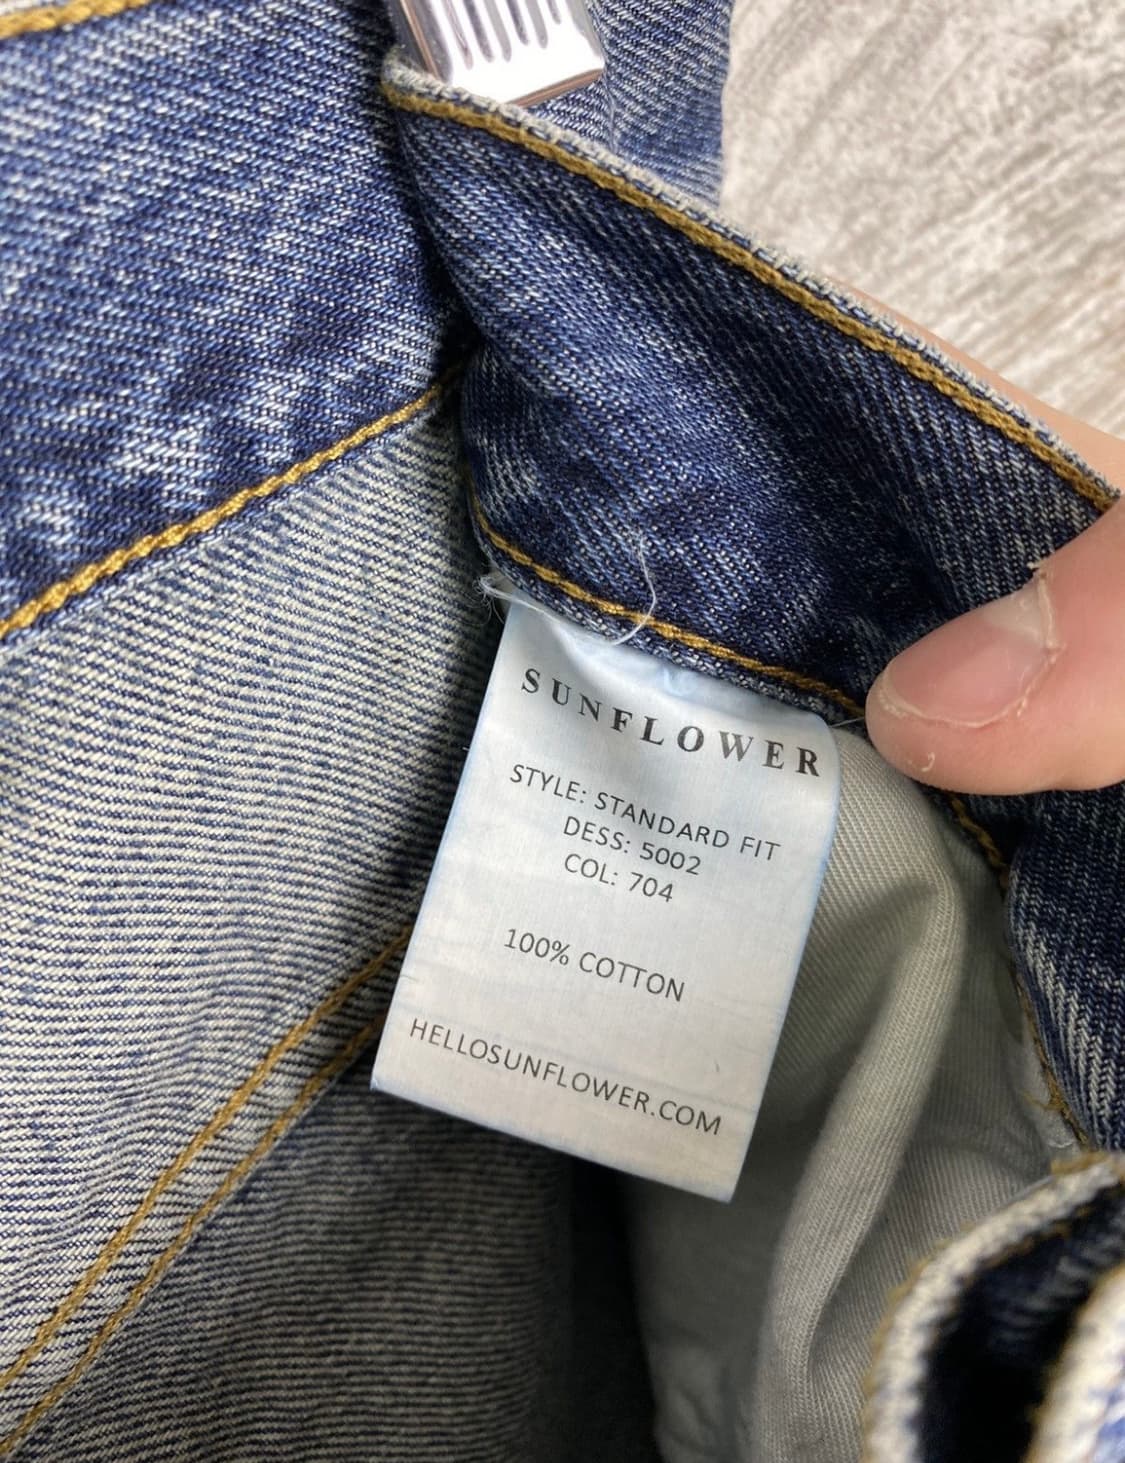 SUNFLOWER
STYLE: STANDARD FIT
DESS: 5002
COL: 704
100% COTTON
HELLOSUNFLOWER.COM